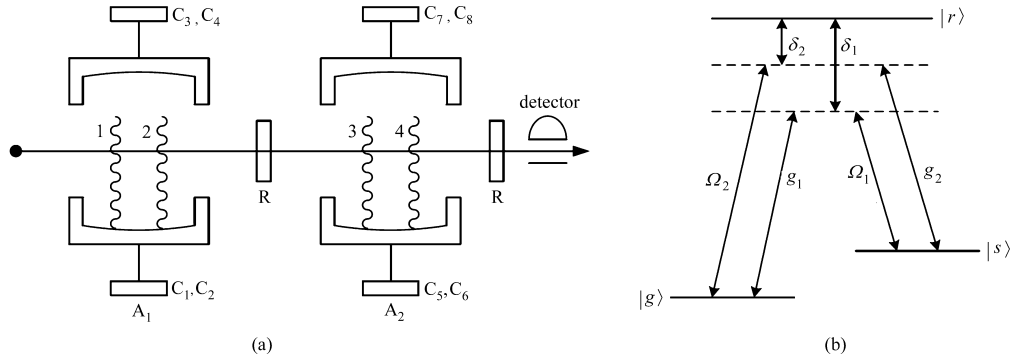 C₃ , C₄
C₇ , C₈
1 2
3 4
detector
R
R
C₁ , C₂
A₁
C₅, C₆
A₂
(a)
|r⟩
δ₂ δ₁
Ω₂ g₁ Ω₁ g₂
|s⟩
|g⟩
(b)